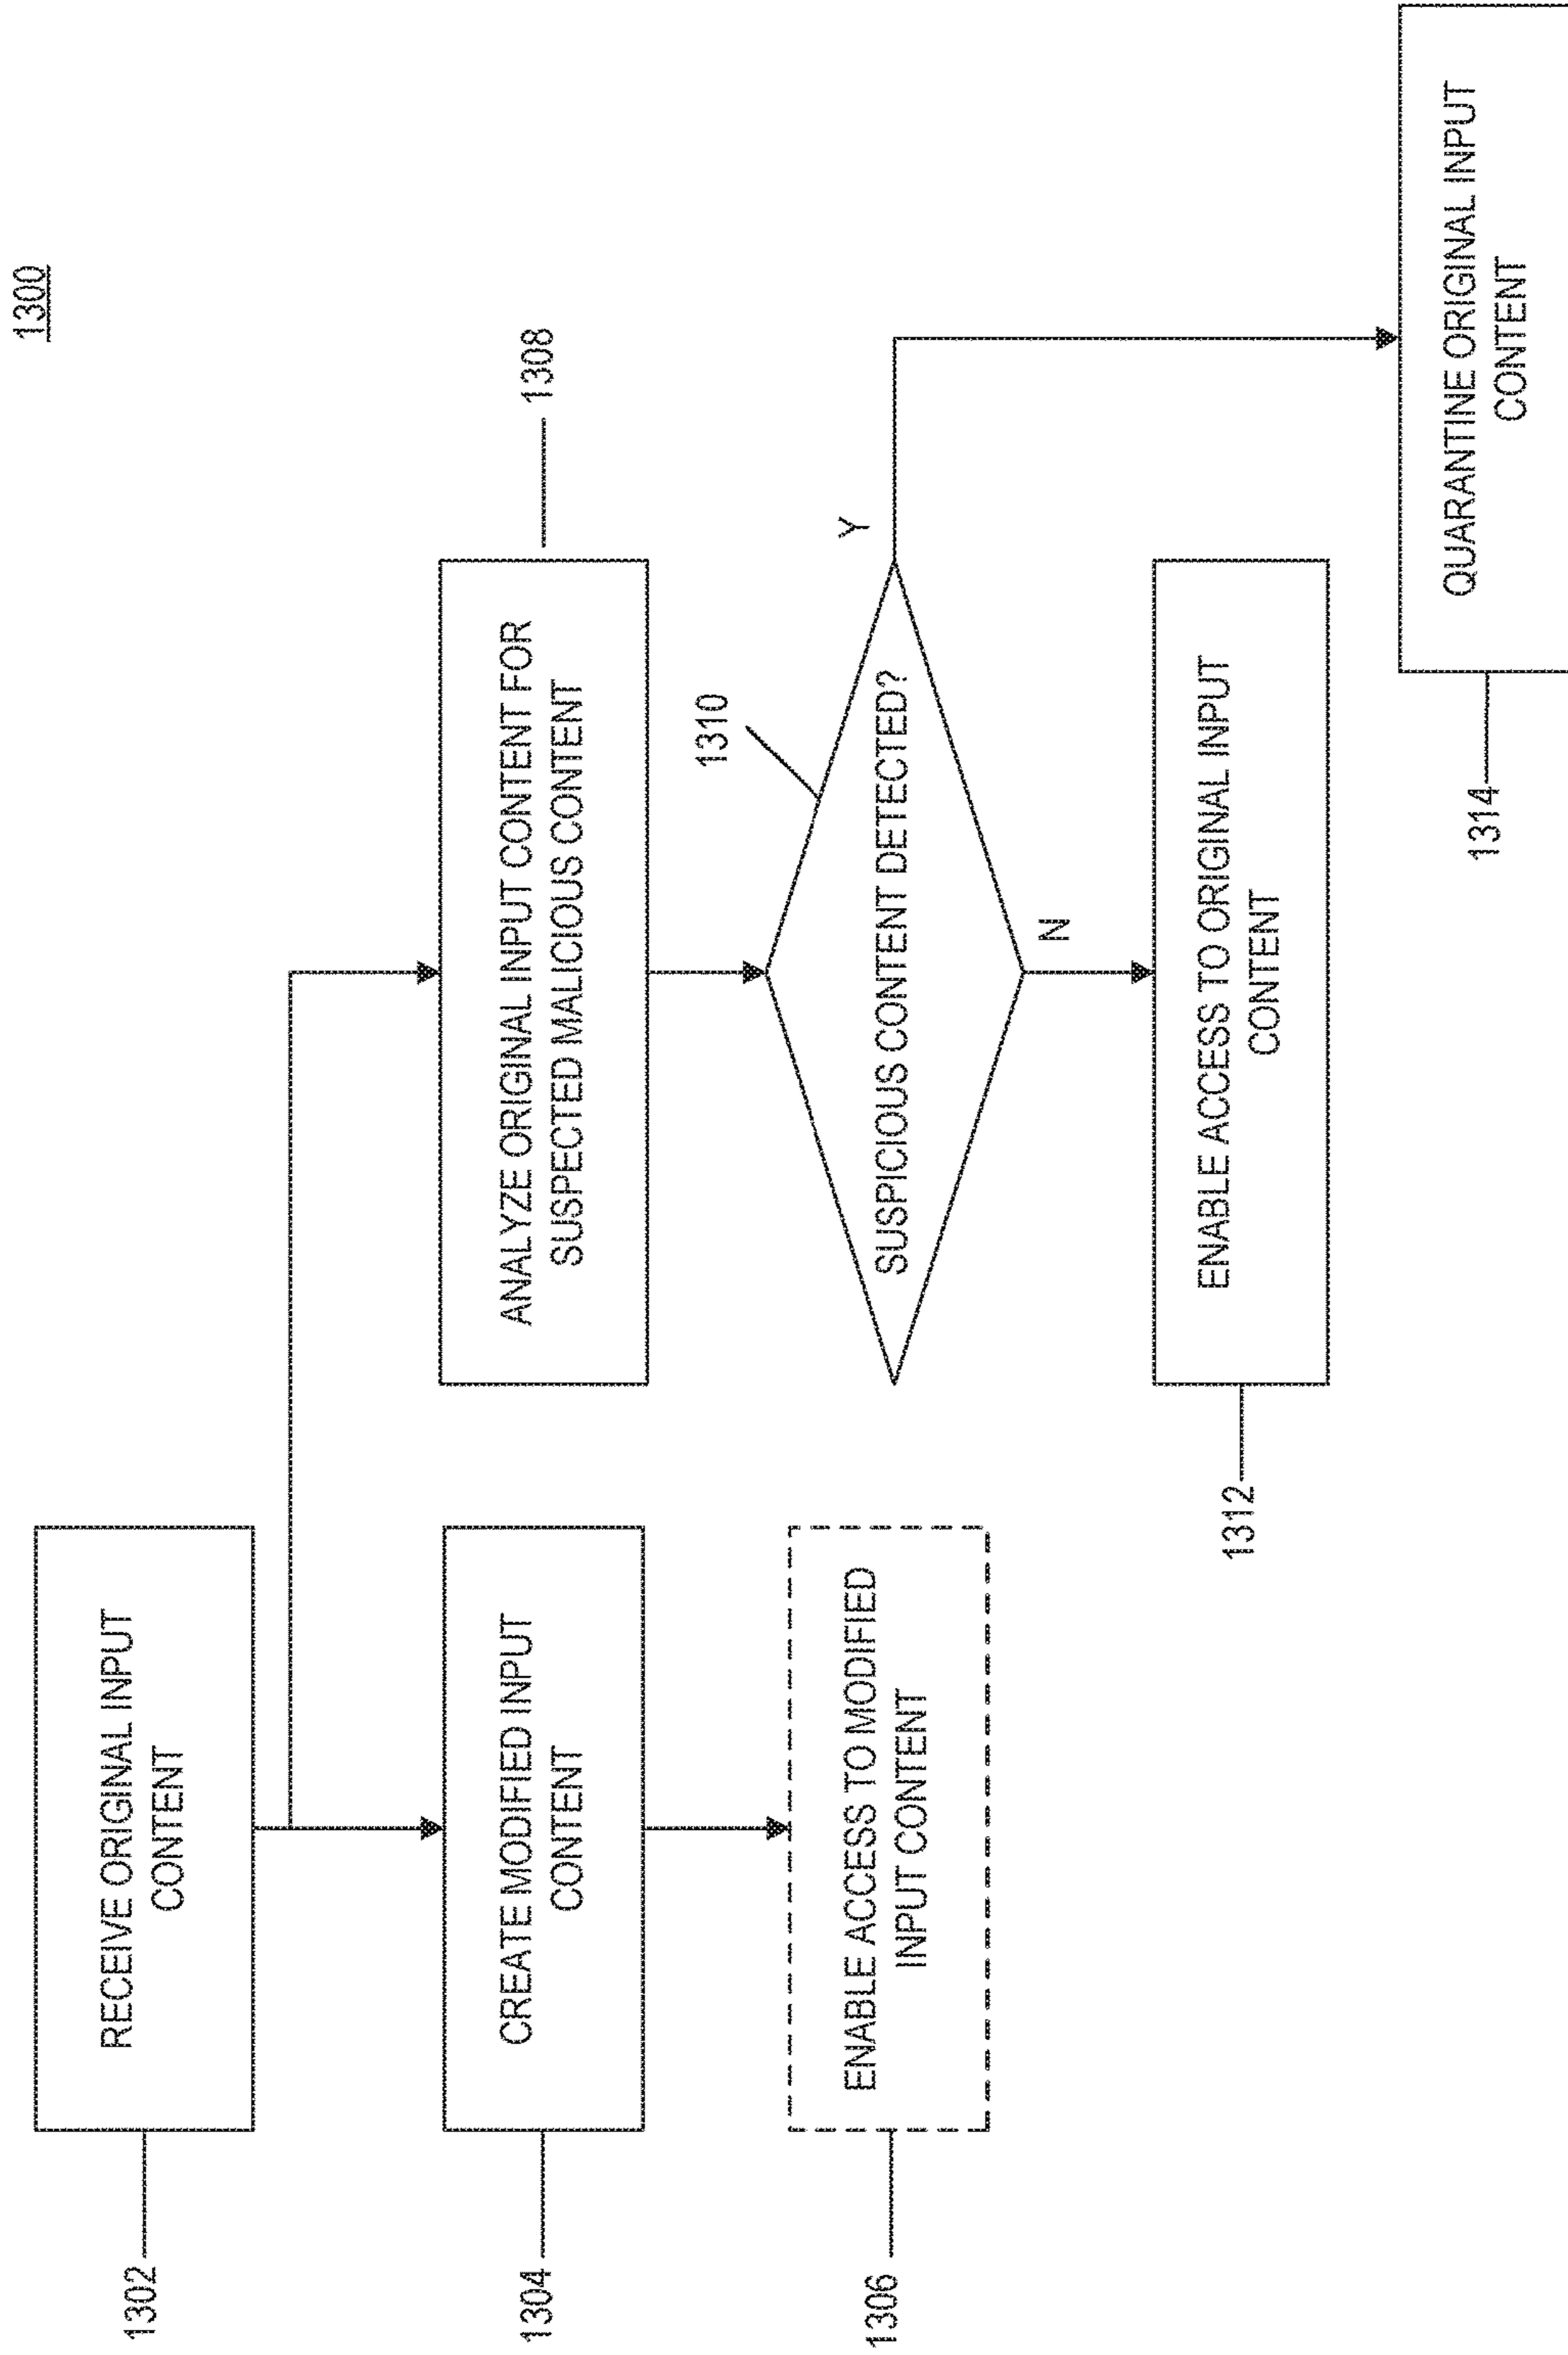 1300
1302
RECEIVE ORIGINAL INPUT
CONTENT
1304
CREATE MODIFIED INPUT
CONTENT
1306
ENABLE ACCESS TO MODIFIED
INPUT CONTENT
1308
ANALYZE ORIGINAL INPUT CONTENT FOR
SUSPECTED MALICIOUS CONTENT
1310
SUSPICIOUS CONTENT DETECTED?
Y
N
1312
ENABLE ACCESS TO ORIGINAL INPUT
CONTENT
1314
QUARANTINE ORIGINAL INPUT
CONTENT